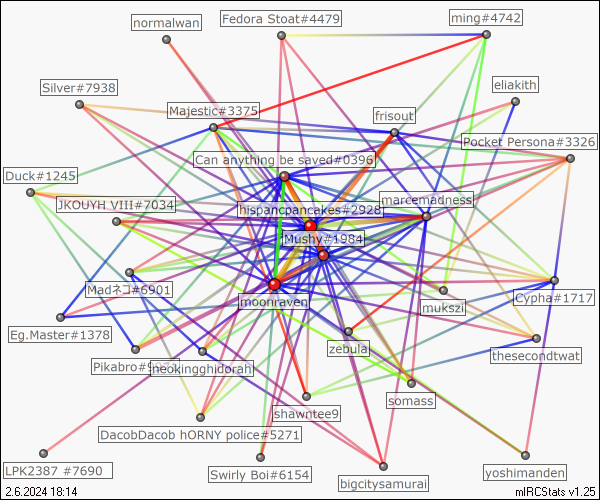 normalwan
Fedora Stoat#4479
ming#4742
Silver#7938
eliakith
Majestic#3375
frisout
Pocket Persona#3326
Can anything be saved#0396
Duck#1245
JKOUYH VIII#7034
marcemadness
hispancpancakes#2928
Mushy#1984
Madネコ#6901
moonraven
mukszi
Cypha#1717
Eg.Master#1378
zebula
thesecondtwat
Pikabro#
neokingghidorah
shawntee9
somass
DacobDacob hORNY police#5271
LPK2387 #7690
Swirly Boi#6154
bigcitysamurai
yoshimanden
2.6.2024 18:14
mIRCStats v1.25